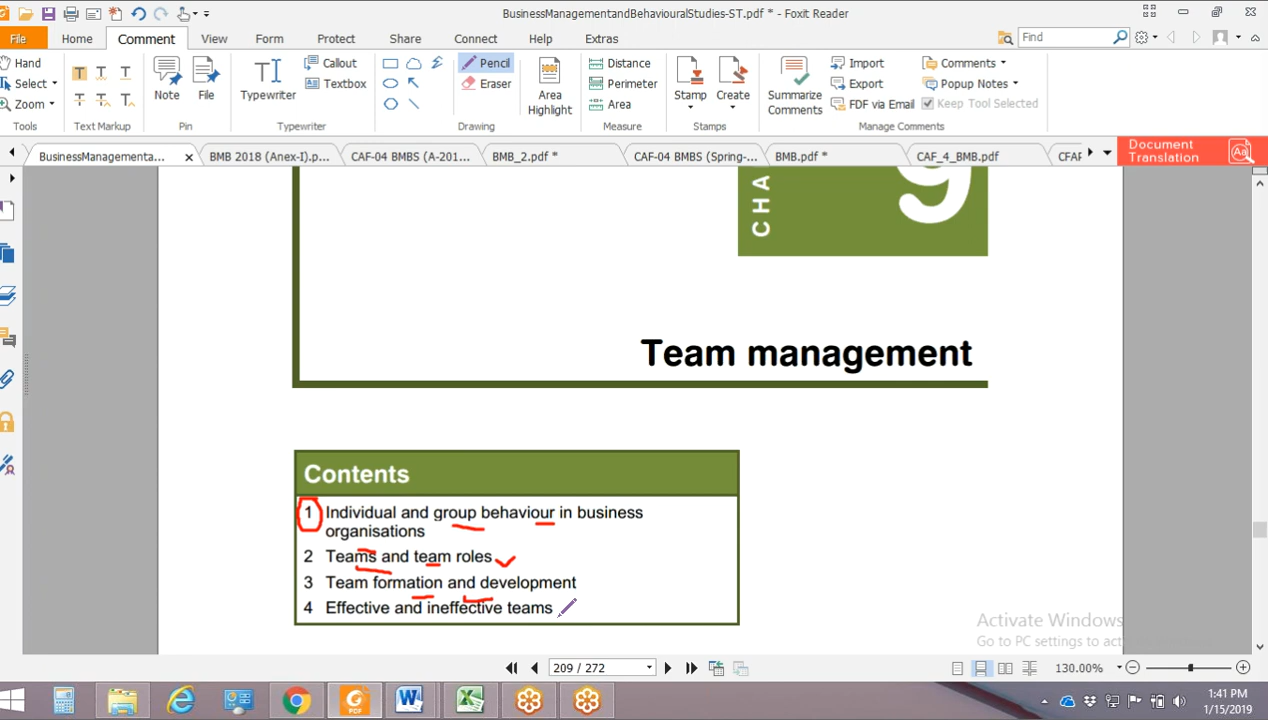 BusinessManagementandBehaviouralStudies-ST.pdf * - Foxit Reader
File Home Comment View Form Protect Share Connect Help Extras Find
Hand
Select
Zoom
Tools
T T T
T T T
Text Markup
Note File
Pin
Typewriter
Callout
Textbox
Typewriter
Pencil
Eraser
Drawing
Area Highlight
Distance
Perimeter
Area
Measure
Stamp Create
Stamps
Summarize Comments
Import
Export
FDF via Email
Comments
Popup Notes
Keep Tool Selected
Manage Comments
BusinessManagementa... BMB 2018 (Anex-I).p... CAF-04 BMBS (A-201... BMB_2.pdf * CAF-04 BMBS (Spring-... BMB.pdf * CAF_4_BMB.pdf CFAP
Document Translation
CHA
9
Team management
Contents
1 Individual and group behaviour in business
organisations
2 Teams and team roles
3 Team formation and development
4 Effective and ineffective teams
Activate Windows
Go to PC settings to act
209 / 272
130.00%
1:41 PM
1/15/2019